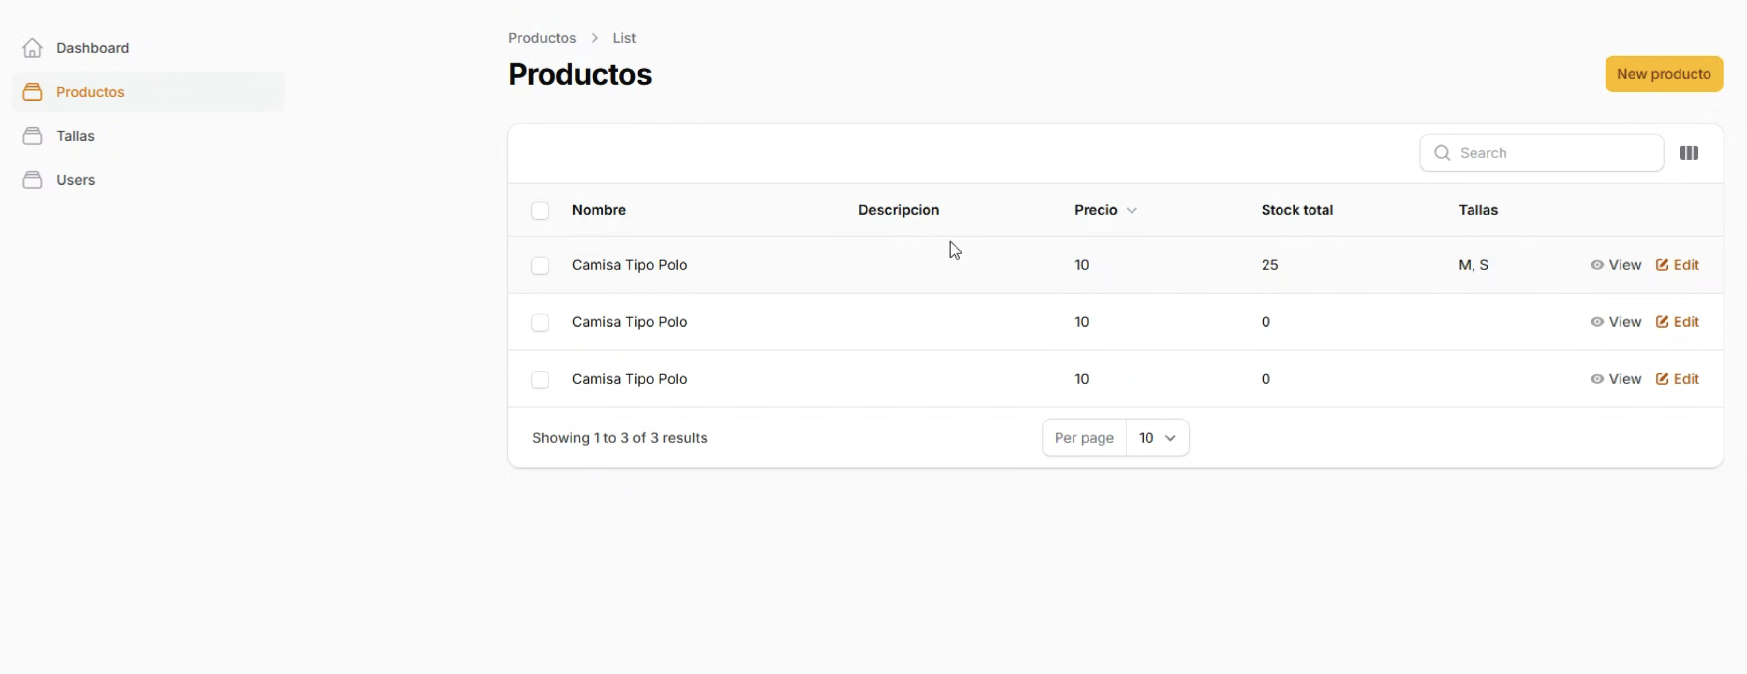 Dashboard
Productos
Tallas
Users
Productos > List
Productos
New producto
Search
Nombre Descripcion Precio Stock total Tallas
Camisa Tipo Polo 10 25 M, S View Edit
Camisa Tipo Polo 10 0 View Edit
Camisa Tipo Polo 10 0 View Edit
Showing 1 to 3 of 3 results Per page 10